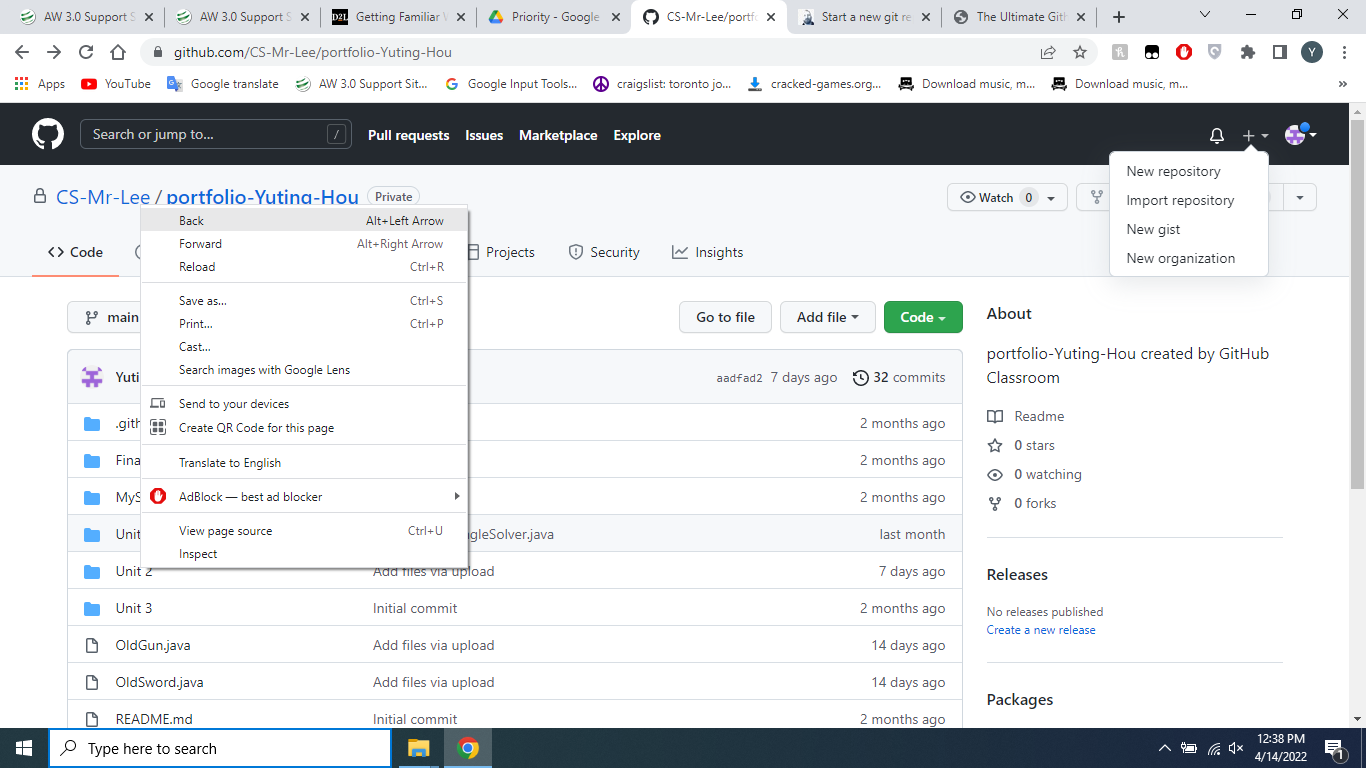 AW 3.0 Support S
AW 3.0 Support S
D2L Getting Familiar
Priority - Google
CS-Mr-Lee/portf
Start a new git re
The Ultimate Gith
github.com/CS-Mr-Lee/portfolio-Yuting-Hou
Y
Apps
YouTube
Google translate
AW 3.0 Support Sit...
Google Input Tools...
craigslist: toronto jo...
cracked-games.org...
Download music, m...
Download music, m...
»
Search or jump to... /
Pull requests
Issues
Marketplace
Explore
New repository
Import repository
New gist
New organization
CS-Mr-Lee / portfolio-Yuting-Hou Private
Watch 0
Back Alt+Left Arrow
Forward Alt+Right Arrow
Reload Ctrl+R
Save as... Ctrl+S
Print... Ctrl+P
Cast...
Search images with Google Lens
Send to your devices
Create QR Code for this page
Translate to English
AdBlock — best ad blocker
View page source Ctrl+U
Inspect
Code
Projects
Security
Insights
main
Go to file
Add file
Code
Yuti
aadfad2 7 days ago 32 commits
.gith 2 months ago
Fina 2 months ago
MyS 2 months ago
Unit gleSolver.java last month
Unit 2 Add files via upload 7 days ago
Unit 3 Initial commit 2 months ago
OldGun.java Add files via upload 14 days ago
OldSword.java Add files via upload 14 days ago
README.md Initial commit 2 months ago
About
portfolio-Yuting-Hou created by GitHub
Classroom
Readme
0 stars
0 watching
0 forks
Releases
No releases published
Create a new release
Packages
Type here to search
12:38 PM
4/14/2022
1